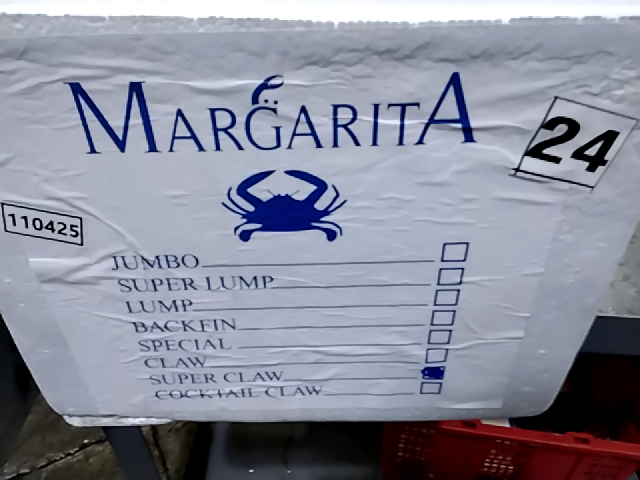 MARGARITA
24
110425
JUMBO
SUPER LUMP
LUMP
BACKFIN
SPECIAL
CLAW
SUPER CLAW
COCKTAIL CLAW